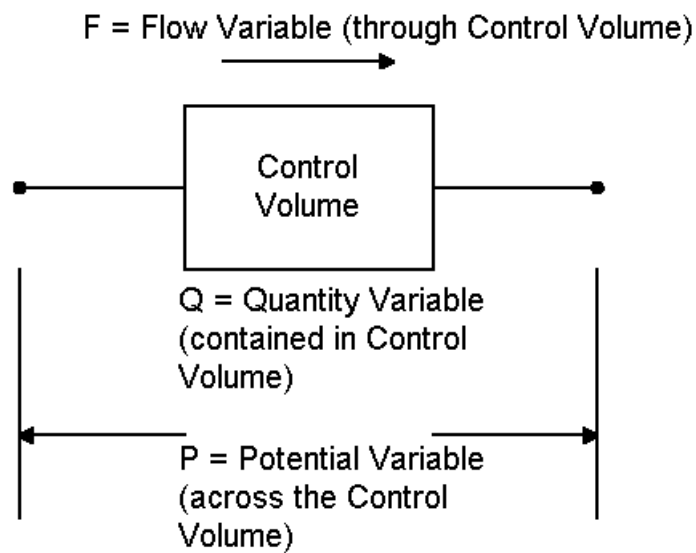 F = Flow Variable (through Control Volume)
Control
Volume
Q = Quantity Variable
(contained in Control
Volume)
P = Potential Variable
(across the Control
Volume)